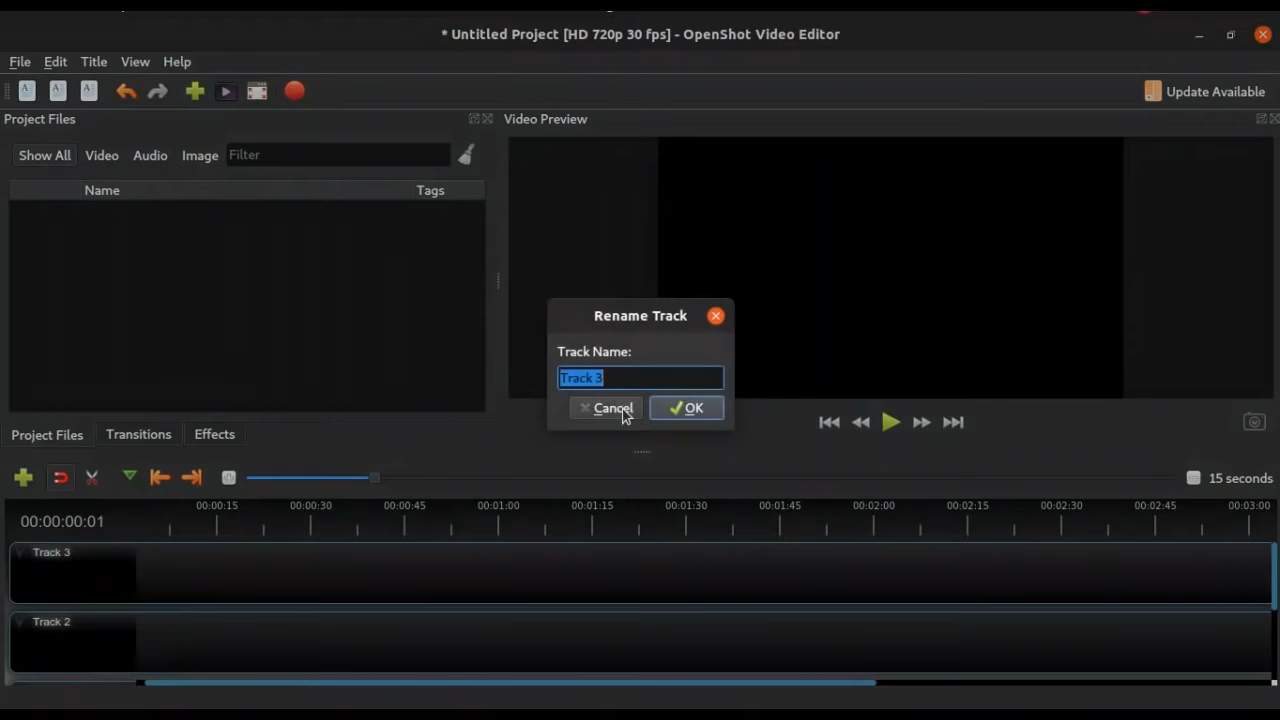 * Untitled Project [HD 720p 30 fps] - OpenShot Video Editor
File Edit Title View Help
Update Available
Project Files
Video Preview
Show All Video Audio Image Filter
Name Tags
Rename Track
Track Name:
Track 3
Cancel OK
Project Files Transitions Effects
15 seconds
00:00:15 00:00:30 00:00:45 00:01:00 00:01:15 00:01:30 00:01:45 00:02:00 00:02:15 00:02:30 00:02:45 00:03:00
00:00:00:01
Track 3
Track 2